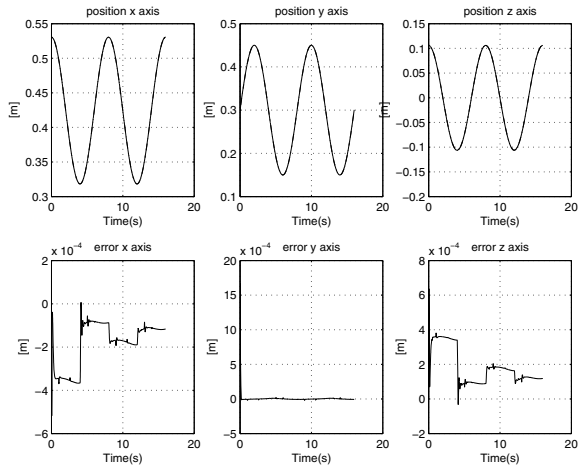 position x axis
0.55
0.5
0.45
0.4
0.35
0.3
[m]
0
10
20
Time(s)
position y axis
0.5
0.4
0.3
0.2
0.1
[m]
0
10
20
Time(s)
position z axis
0.15
0.1
0.05
0
−0.05
−0.1
−0.15
−0.2
[m]
0
10
20
Time(s)
error x axis
x 10⁻⁴
2
0
−2
−4
−6
[m]
0
10
20
Time(s)
error y axis
x 10⁻⁴
20
15
10
5
0
−5
[m]
0
10
20
Time(s)
error z axis
x 10⁻⁴
8
6
4
2
0
−2
[m]
0
10
20
Time(s)